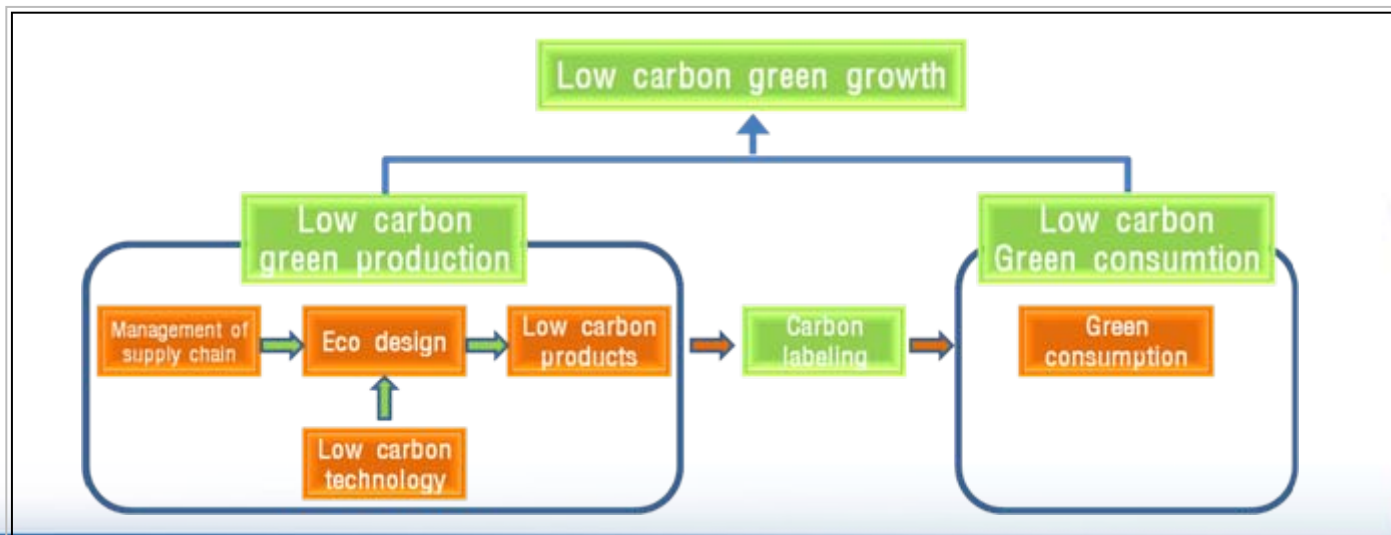 Low carbon green growth
Low carbon
green production
Low carbon
Green consumtion
Management of
supply chain
Eco design
Low carbon
products
Carbon
labeling
Green
consumption
Low carbon
technology